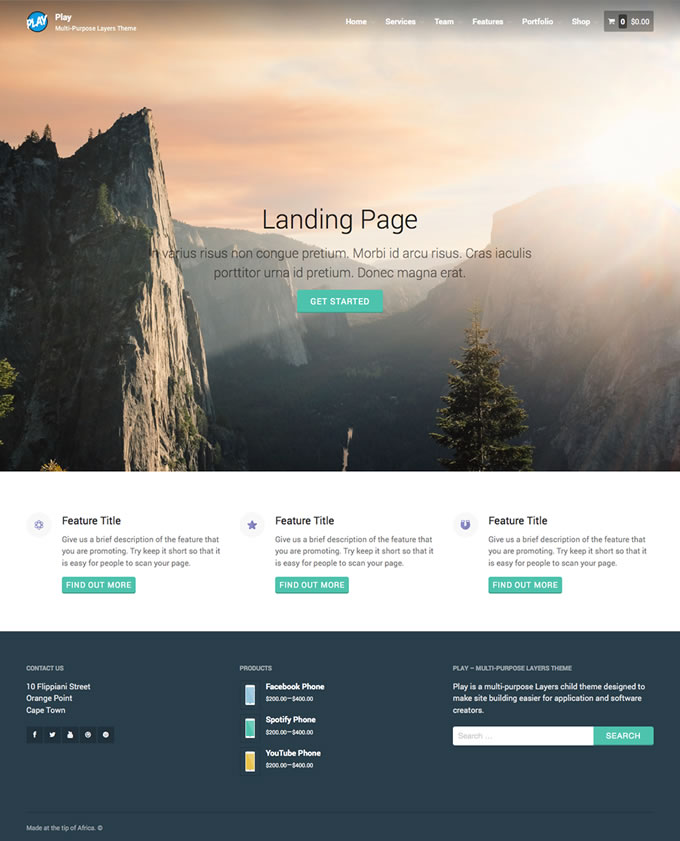 PLAY
Play
Multi-Purpose Layers Theme
Home Services Team Features Portfolio Shop 0 $0.00
Landing Page
In varius risus non congue pretium. Morbi id arcu risus. Cras iaculis
porttitor urna id pretium. Donec magna erat.
GET STARTED
Feature Title
Give us a brief description of the feature that
you are promoting. Try keep it short so that it
is easy for people to scan your page.
FIND OUT MORE
Feature Title
Give us a brief description of the feature that
you are promoting. Try keep it short so that it
is easy for people to scan your page.
FIND OUT MORE
Feature Title
Give us a brief description of the feature that
you are promoting. Try keep it short so that it
is easy for people to scan your page.
FIND OUT MORE
CONTACT US
10 Flippiani Street
Orange Point
Cape Town
PRODUCTS
Facebook Phone
$200.00–$400.00
Spotify Phone
$200.00–$400.00
YouTube Phone
$200.00–$400.00
PLAY – MULTI-PURPOSE LAYERS THEME
Play is a multi-purpose Layers child theme designed to
make site building easier for application and software
creators.
Search ... SEARCH
Made at the tip of Africa. ©